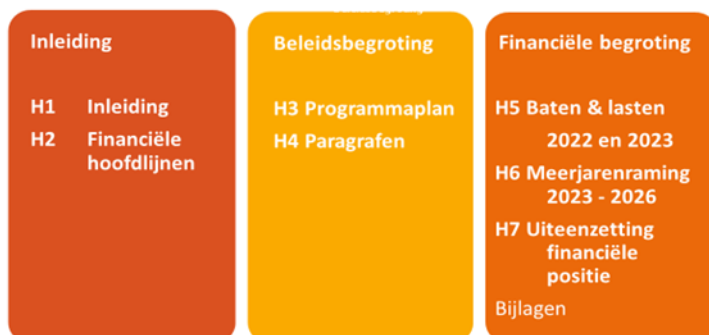 Inleiding
H1 Inleiding
H2 Financiële
hoofdlijnen
Beleidsbegroting
H3 Programmaplan
H4 Paragrafen
Financiële begroting
H5 Baten & lasten
2022 en 2023
H6 Meerjarenraming
2023 - 2026
H7 Uiteenzetting
financiële
positie
Bijlagen